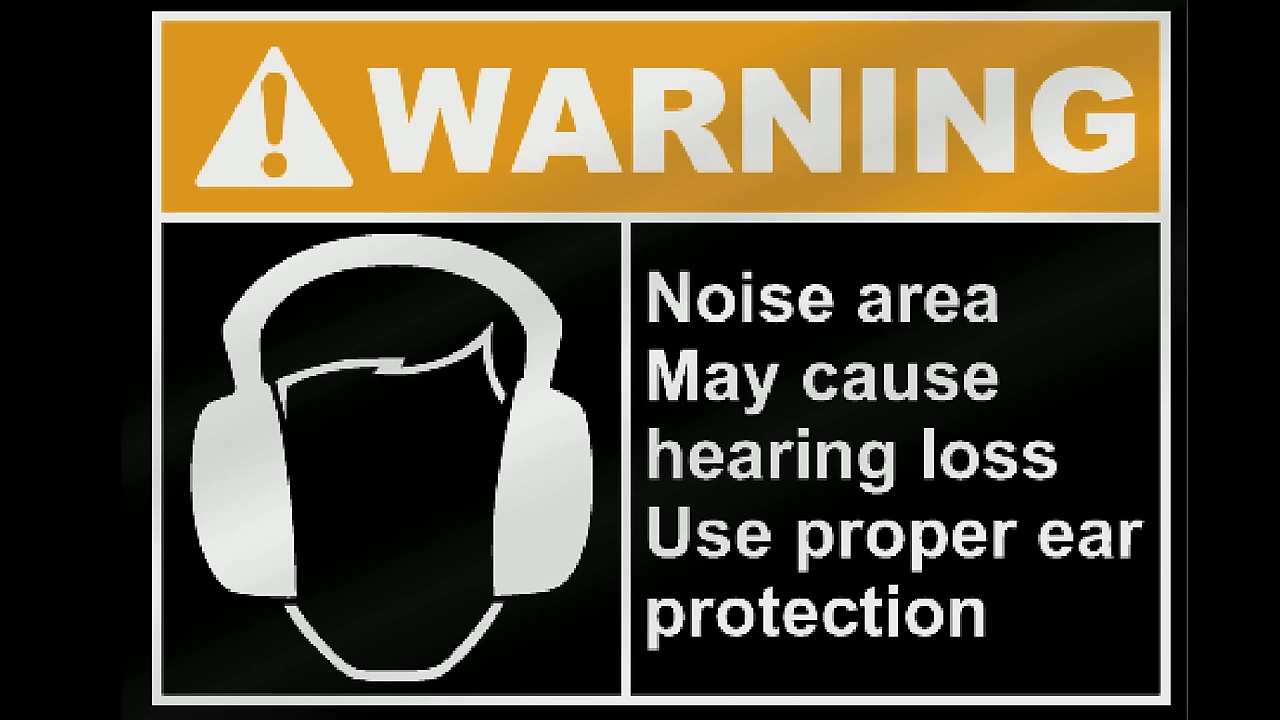 WARNING
Noise area
May cause
hearing loss
Use proper ear
protection